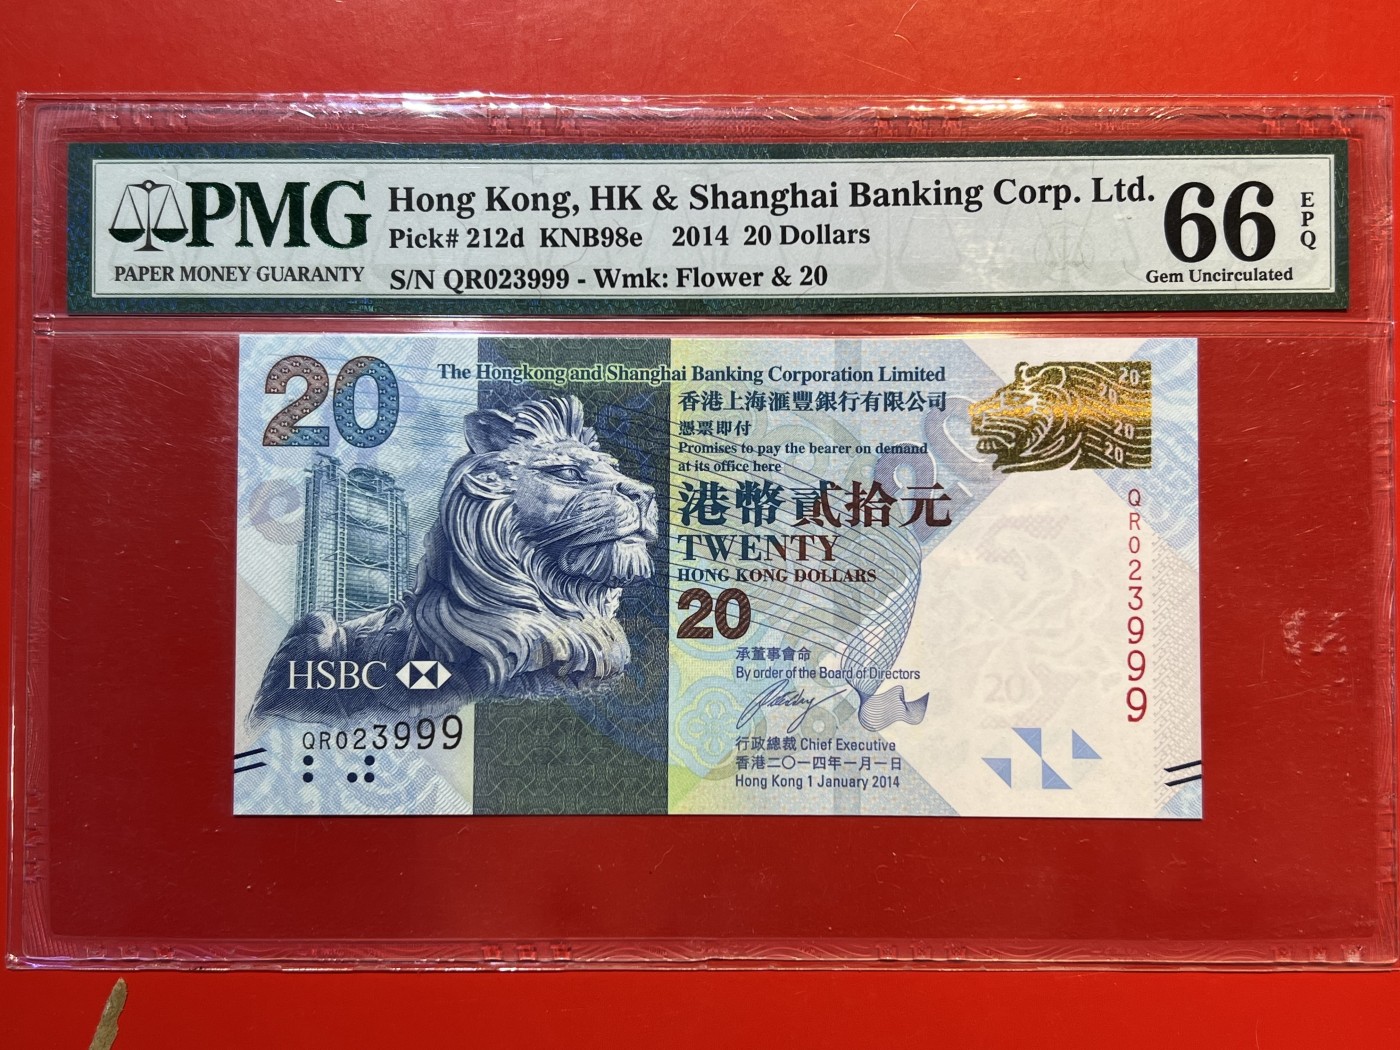 PMG
PAPER MONEY GUARANTY
Hong Kong, HK & Shanghai Banking Corp. Ltd.
Pick# 212d KNB98e 2014 20 Dollars
S/N QR023999 - Wmk: Flower & 20
66
EPQ
Gem Uncirculated
20
The Hongkong and Shanghai Banking Corporation Limited
香港上海滙豐銀行有限公司
憑票即付
Promises to pay the bearer on demand
at its office here
港幣貳拾元
TWENTY
HONG KONG DOLLARS
20
承董事會命
By order of the Board of Directors
行政總裁 Chief Executive
香港二〇一四年一月一日
Hong Kong 1 January 2014
HSBC
QR023999
20
20
20
20
QR023999
20